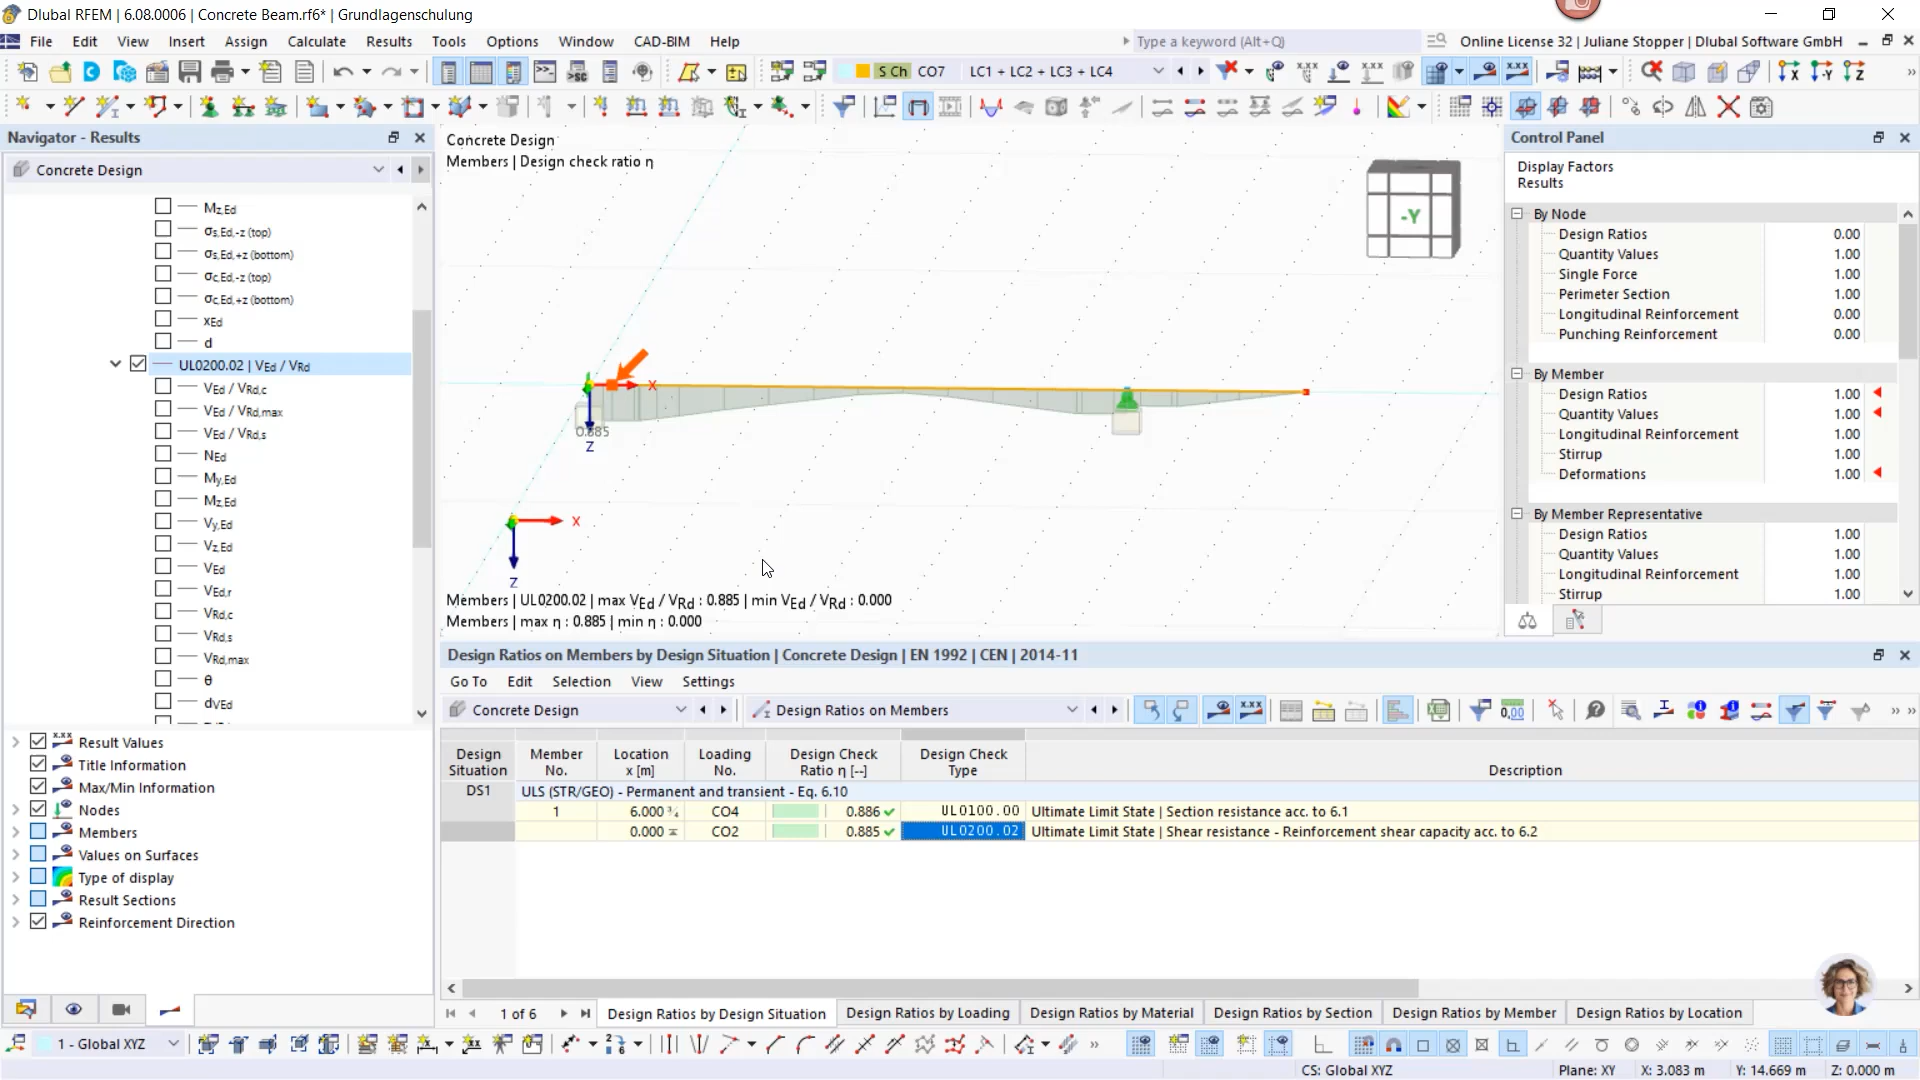 Dlubal RFEM | 6.08.0006 | Concrete Beam.rf6* | Grundlagenschulung
File Edit View Insert Assign Calculate Results Tools Options Window CAD-BIM Help
Type a keyword (Alt+Q)
Online License 32 | Juliane Stopper | Dlubal Software GmbH
S Ch CO7 LC1 + LC2 + LC3 + LC4
Navigator - Results
Concrete Design
Mz,Ed
σs,Ed,-z (top)
σs,Ed,+z (bottom)
σc,Ed,-z (top)
σc,Ed,+z (bottom)
xEd
d
UL0200.02 | VEd / VRd
VEd / VRd,c
VEd / VRd,max
VEd / VRd,s
NEd
My,Ed
Mz,Ed
Vy,Ed
Vz,Ed
VEd
VEd,r
VRd,c
VRd,s
VRd,max
θ
dVEd
Result Values
Title Information
Max/Min Information
Nodes
Members
Values on Surfaces
Type of display
Result Sections
Reinforcement Direction
Concrete Design
Members | Design check ratio η
-Y
X
0.885
Z
X
Z
Members | UL0200.02 | max VEd / VRd : 0.885 | min VEd / VRd : 0.000
Members | max η : 0.885 | min η : 0.000
Control Panel
Display Factors
Results
By Node
Design Ratios 0.00
Quantity Values 1.00
Single Force 1.00
Perimeter Section 1.00
Longitudinal Reinforcement 0.00
Punching Reinforcement 0.00
By Member
Design Ratios 1.00
Quantity Values 1.00
Longitudinal Reinforcement 1.00
Stirrup 1.00
Deformations 1.00
By Member Representative
Design Ratios 1.00
Quantity Values 1.00
Longitudinal Reinforcement 1.00
Stirrup 1.00
Design Ratios on Members by Design Situation | Concrete Design | EN 1992 | CEN | 2014-11
Go To Edit Selection View Settings
Concrete Design
Design Ratios on Members
Design Situation
Member No.
Location x [m]
Loading No.
Design Check Ratio η [--]
Design Check Type
Description
DS1 ULS (STR/GEO) - Permanent and transient - Eq. 6.10
1 6.000 ¾ CO4 0.886 UL0100.00 Ultimate Limit State | Section resistance acc. to 6.1
0.000 CO2 0.885 UL0200.02 Ultimate Limit State | Shear resistance - Reinforcement shear capacity acc. to 6.2
1 of 6
Design Ratios by Design Situation
Design Ratios by Loading
Design Ratios by Material
Design Ratios by Section
Design Ratios by Member
Design Ratios by Location
1 - Global XYZ
CS: Global XYZ
Plane: XY
X: 3.083 m
Y: 14.669 m
Z: 0.000 m